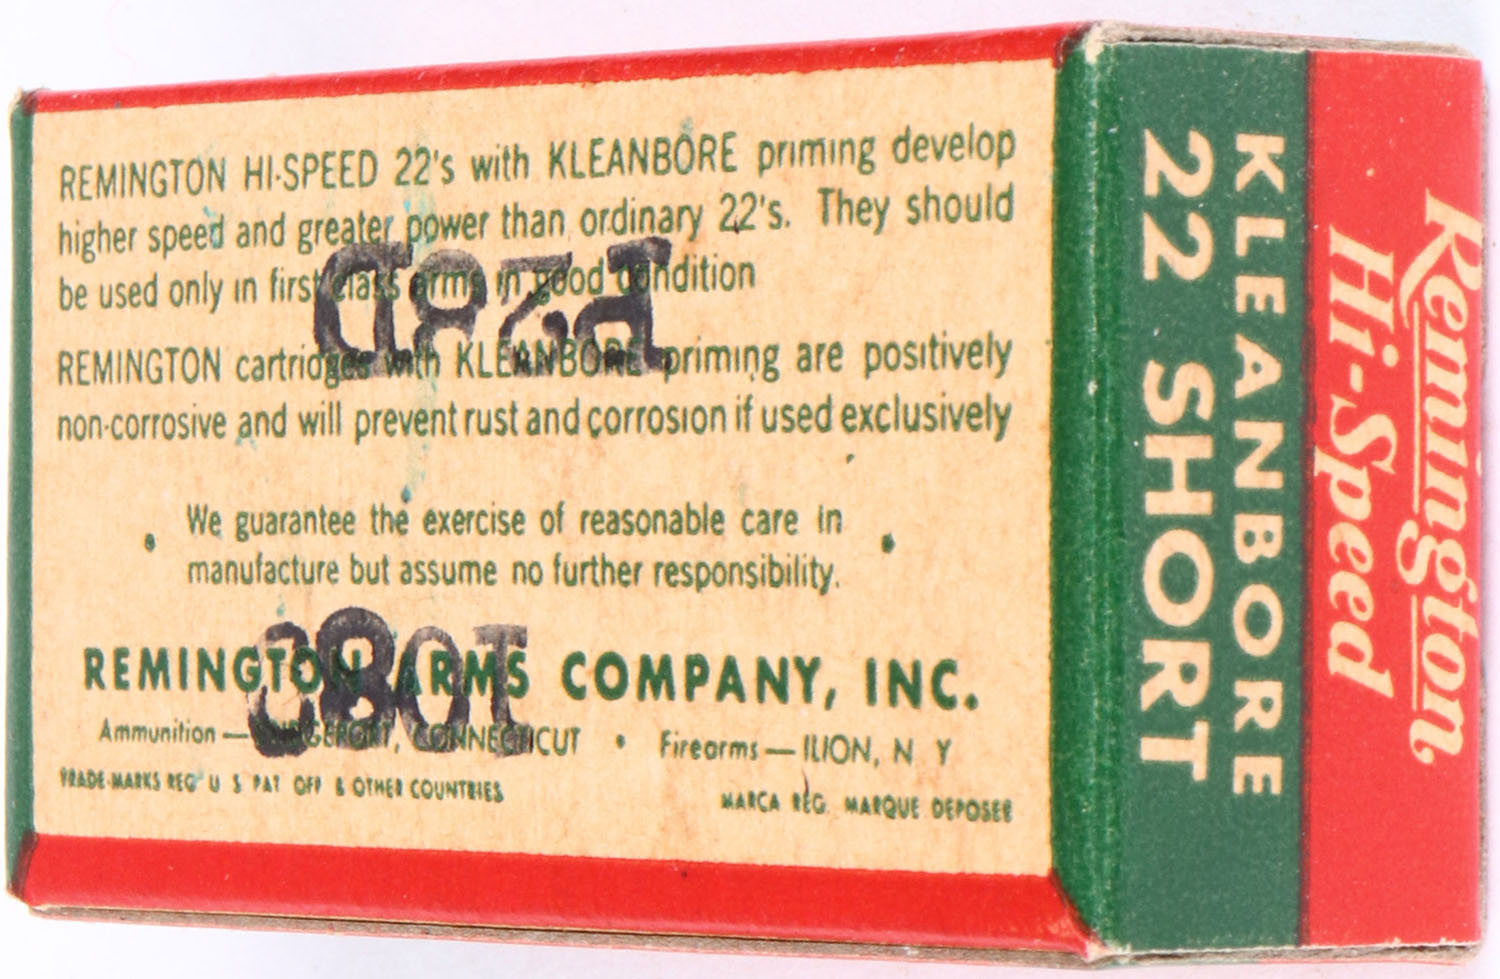 REMINGTON HI-SPEED 22's with KLEANBORE priming develop
higher speed and greater power than ordinary 22's. They should
be used only in first class arms in good condition
REMINGTON cartridges with KLEANBORE priming are positively
non-corrosive and will prevent rust and corrosion if used exclusively
We guarantee the exercise of reasonable care in
manufacture but assume no further responsibility.
REMINGTON ARMS COMPANY, INC.
Ammunition — BRIDGEPORT, CONNECTICUT • Firearms — ILION, N Y
TRADE-MARKS REG U S PAT OFF & OTHER COUNTRIES
MARCA REG. MARQUE DEPOSEE
Remington
Hi-Speed
KLEANBORE
22 SHORT